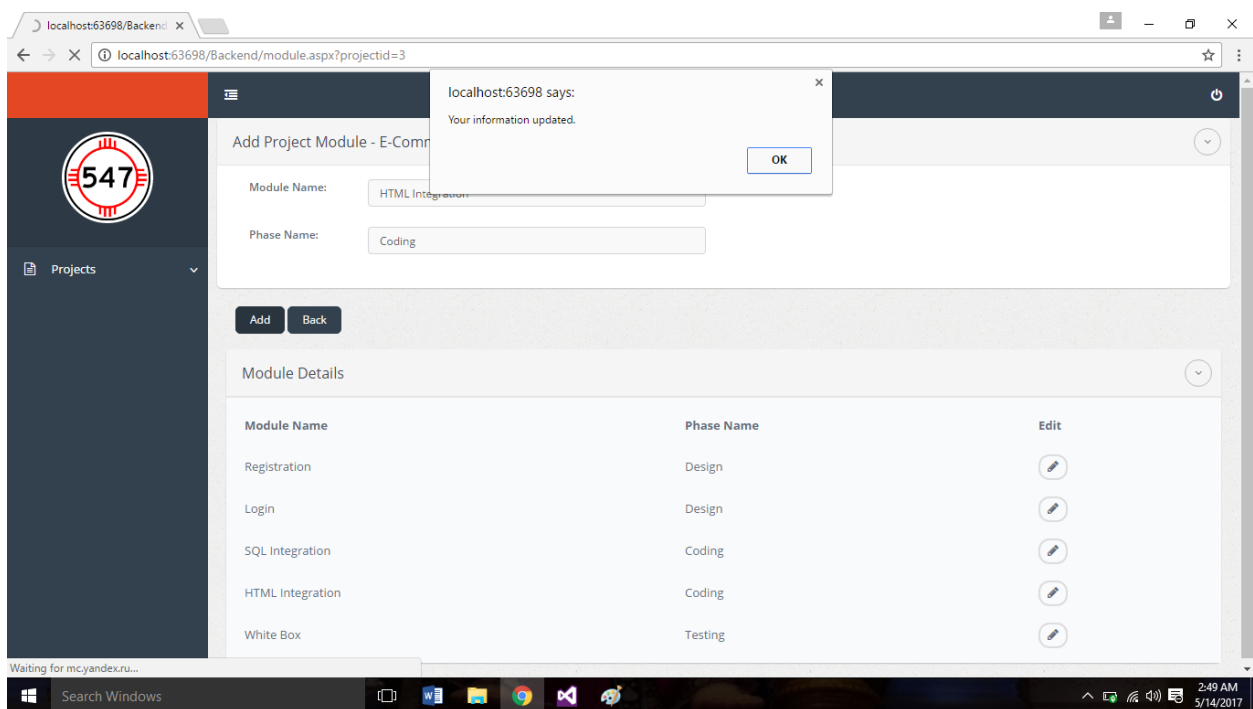 localhost:63698/Backend
localhost:63698/Backend/module.aspx?projectid=3
localhost:63698 says:
Your information updated.
OK
547
Projects
Add Project Module - E-Comm
Module Name:
HTML Integration
Phase Name:
Coding
Add Back
Module Details
Module Name Phase Name Edit
Registration Design
Login Design
SQL Integration Coding
HTML Integration Coding
White Box Testing
Waiting for mc.yandex.ru...
Search Windows
2:49 AM
5/14/2017